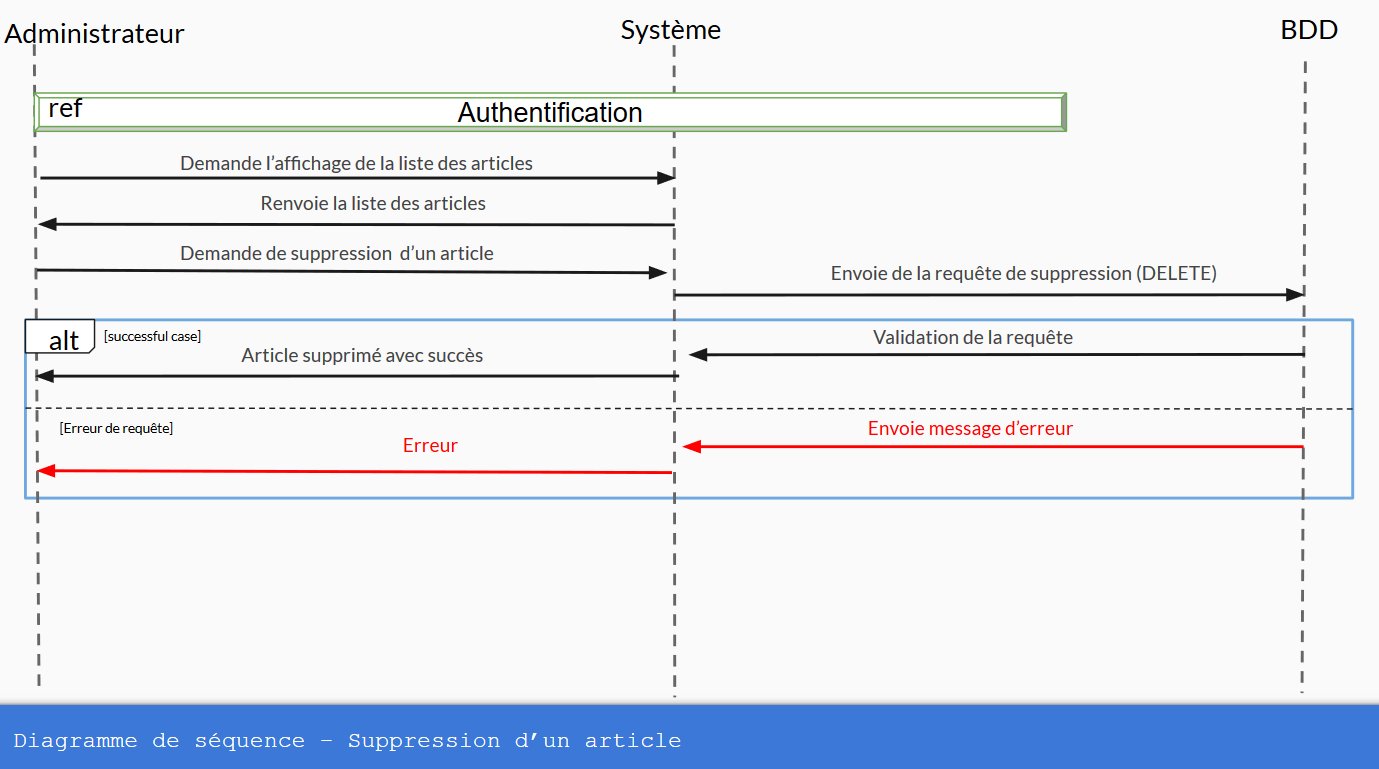 Administrateur
Système
BDD
ref
Authentification
Demande l’affichage de la liste des articles
Renvoie la liste des articles
Demande de suppression d’un article
Envoie de la requête de suppression (DELETE)
alt
[successful case]
Validation de la requête
Article supprimé avec succès
[Erreur de requête]
Envoie message d’erreur
Erreur
Diagramme de séquence – Suppression d’un article